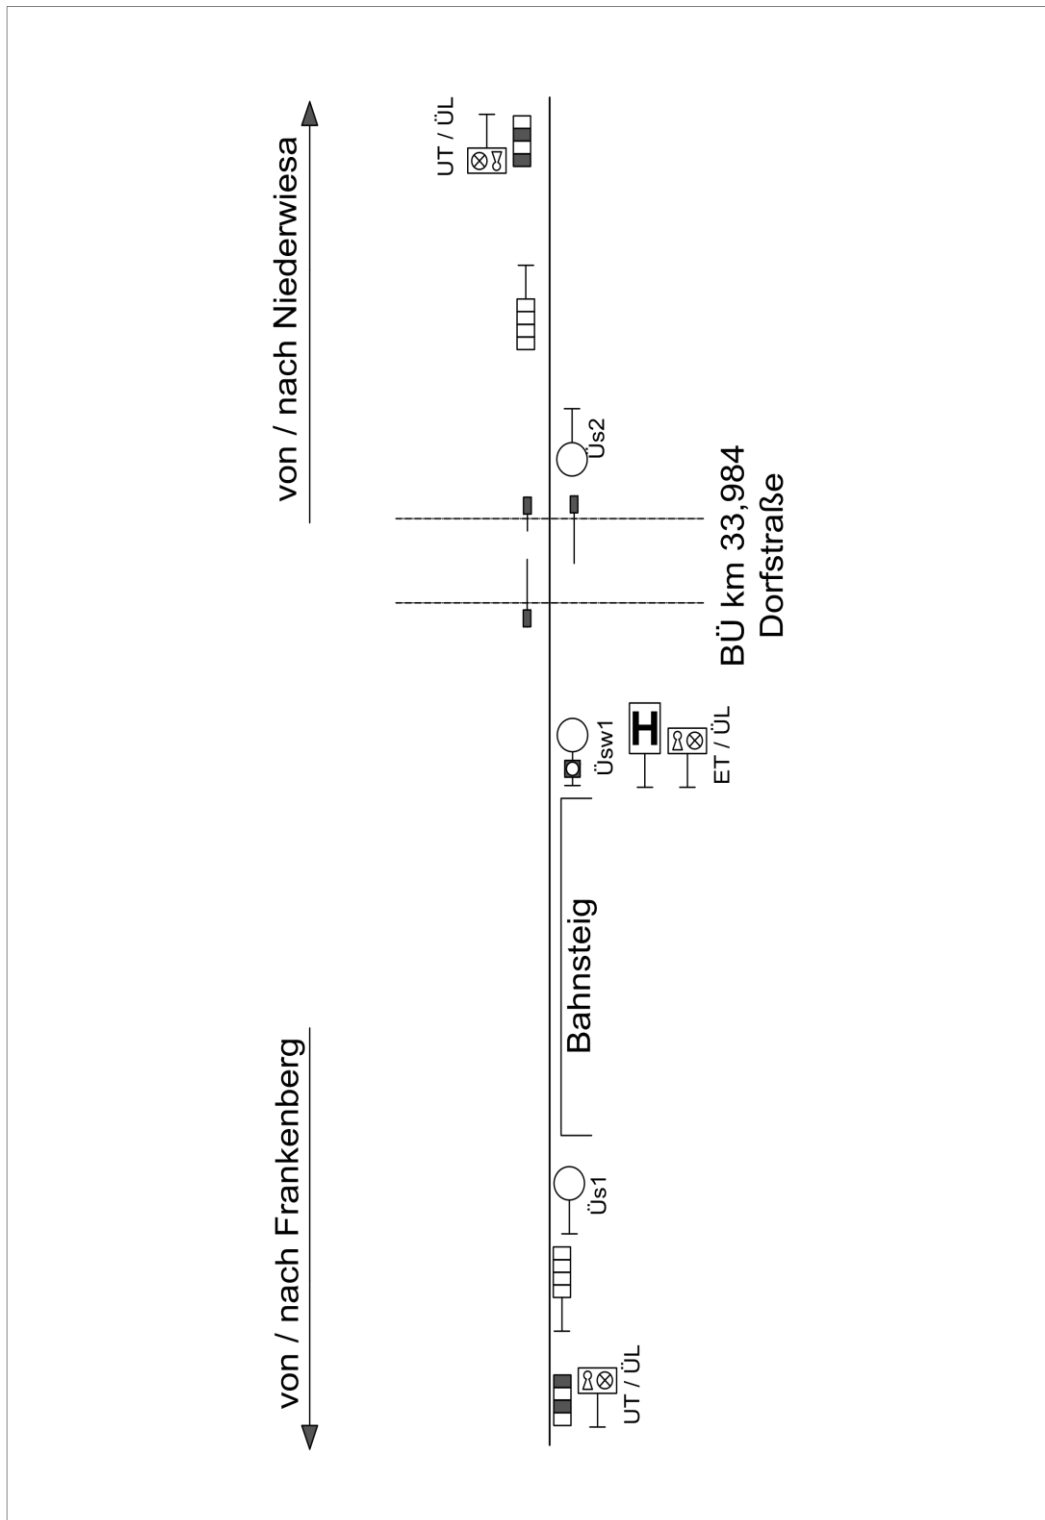 von / nach Frankenberg
von / nach Niederwiesa
UT / ÜL
UT / ÜL
Üs1
Bahnsteig
Üsw1
H
ET / ÜL
BÜ km 33,984
Dorfstraße
Üs2